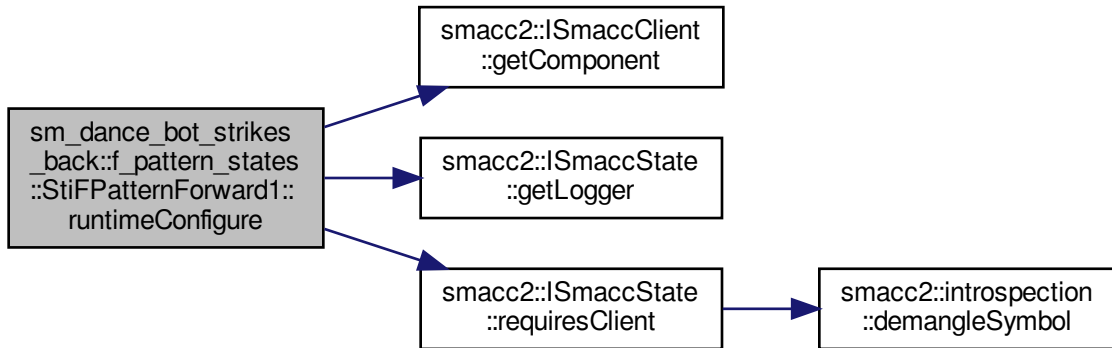 smacc2::ISmaccClient
::getComponent
sm_dance_bot_strikes
_back::f_pattern_states
::StiFPatternForward1::
runtimeConfigure
smacc2::ISmaccState
::getLogger
smacc2::ISmaccState
::requiresClient
smacc2::introspection
::demangleSymbol